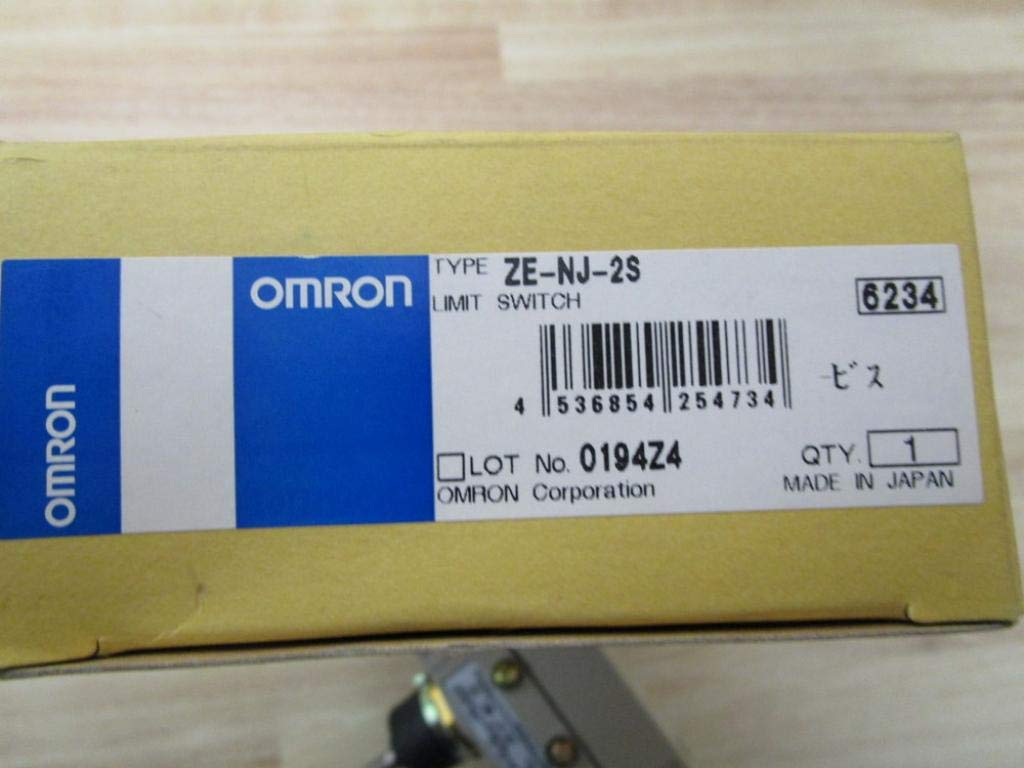 OMRON
OMRON
TYPE ZE-NJ-2S
LIMIT SWITCH
6234
4 536854 254734
ビス
LOT No. 0194Z4
QTY. 1
OMRON Corporation
MADE IN JAPAN